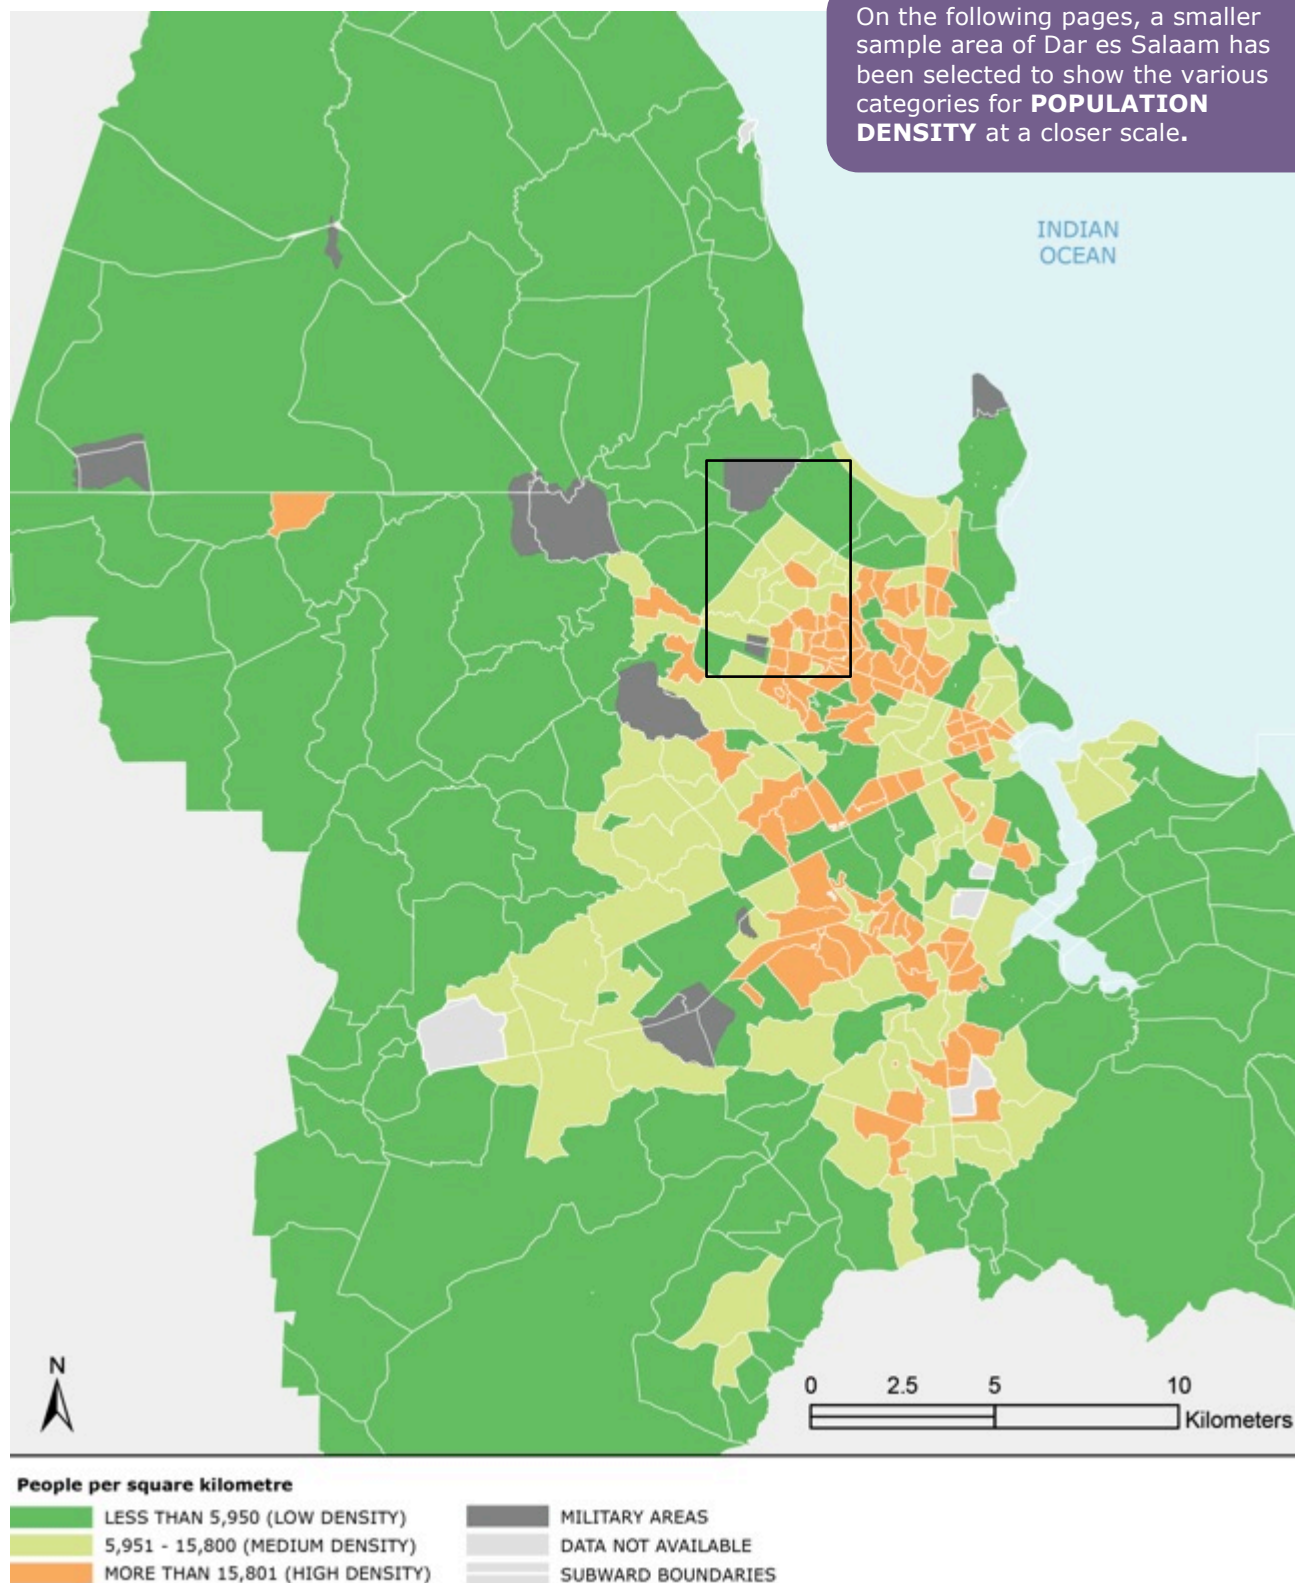 On the following pages, a smaller
sample area of Dar es Salaam has
been selected to show the various
categories for POPULATION
DENSITY at a closer scale.
INDIAN
OCEAN
N
0 2.5 5 10
Kilometers
People per square kilometre
LESS THAN 5,950 (LOW DENSITY)
5,951 - 15,800 (MEDIUM DENSITY)
MORE THAN 15,801 (HIGH DENSITY)
MILITARY AREAS
DATA NOT AVAILABLE
SUBWARD BOUNDARIES